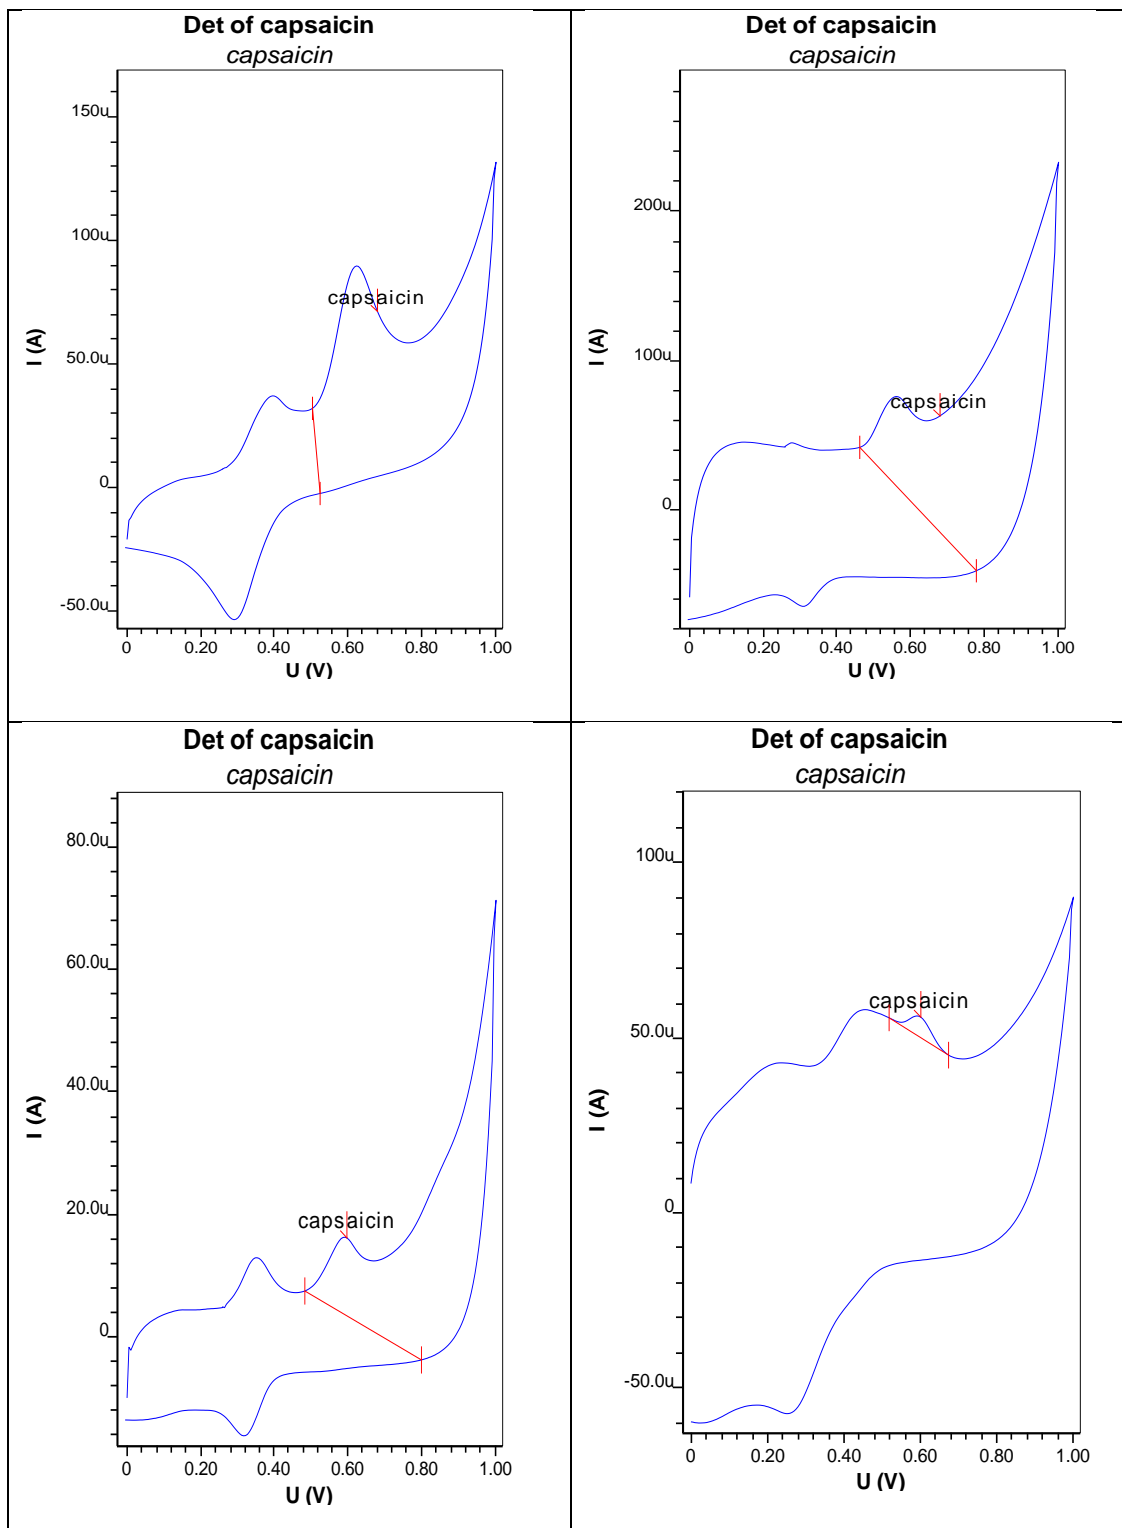 Det of capsaicin
capsaicin
150u
100u
50.0u
0
-50.0u
I (A)
capsaicin
0 0.20 0.40 0.60 0.80 1.00
U (V)
Det of capsaicin
capsaicin
200u
100u
0
I (A)
capsaicin
0 0.20 0.40 0.60 0.80 1.00
U (V)
Det of capsaicin
capsaicin
80.0u
60.0u
40.0u
20.0u
0
I (A)
capsaicin
0 0.20 0.40 0.60 0.80 1.00
U (V)
Det of capsaicin
capsaicin
100u
50.0u
0
-50.0u
I (A)
capsaicin
0 0.20 0.40 0.60 0.80 1.00
U (V)